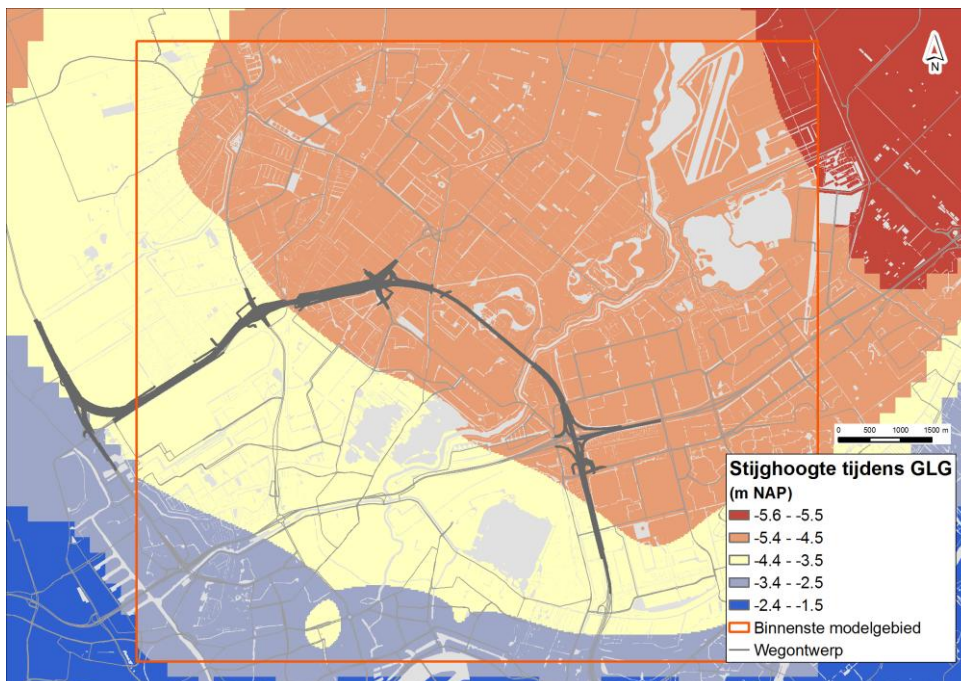 N
0 500 1000 1500 m
Stijghoogte tijdens GLG
(m NAP)
-5.6 - -5.5
-5.4 - -4.5
-4.4 - -3.5
-3.4 - -2.5
-2.4 - -1.5
Binnenste modelgebied
Wegontwerp